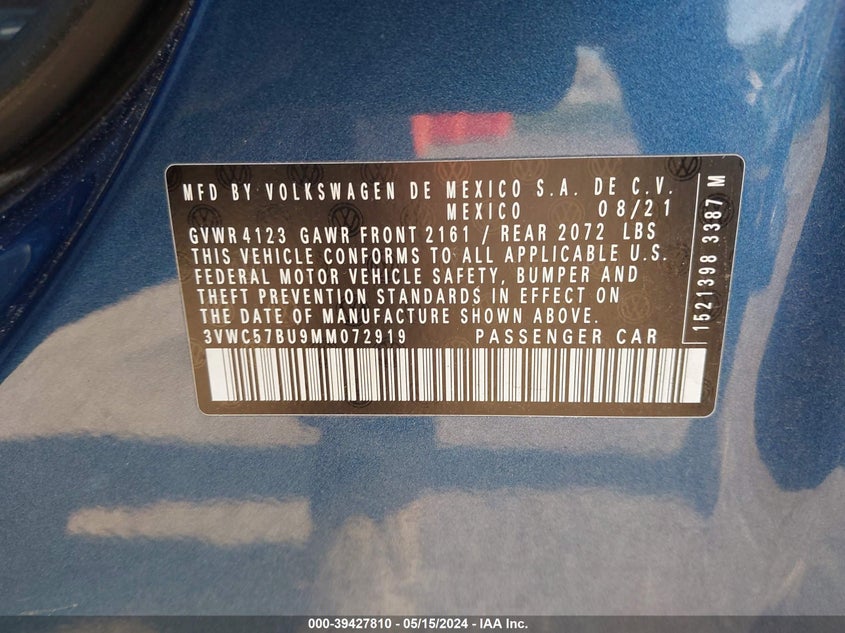 MFD BY VOLKSWAGEN DE MEXICO S.A. DE C.V.
MEXICO 08/21
GVWR 4123 GAWR FRONT 2161 / REAR 2072 LBS
THIS VEHICLE CONFORMS TO ALL APPLICABLE U.S.
FEDERAL MOTOR VEHICLE SAFETY, BUMPER AND
THEFT PREVENTION STANDARDS IN EFFECT ON
THE DATE OF MANUFACTURE SHOWN ABOVE.
3VWC57BU9MM072919 PASSENGER CAR
1521398 3387 M
000-39427810 - 05/15/2024 - IAA Inc.